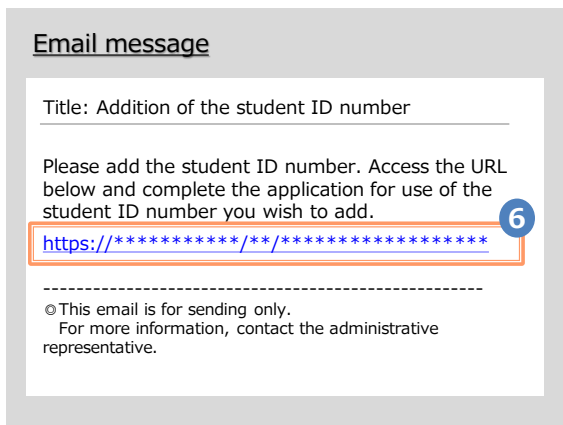 Email message
Title: Addition of the student ID number
Please add the student ID number. Access the URL
below and complete the application for use of the
student ID number you wish to add.
6
https://***********/**/******************
-----------------------------------------------------
◎This email is for sending only.
For more information, contact the administrative
representative.